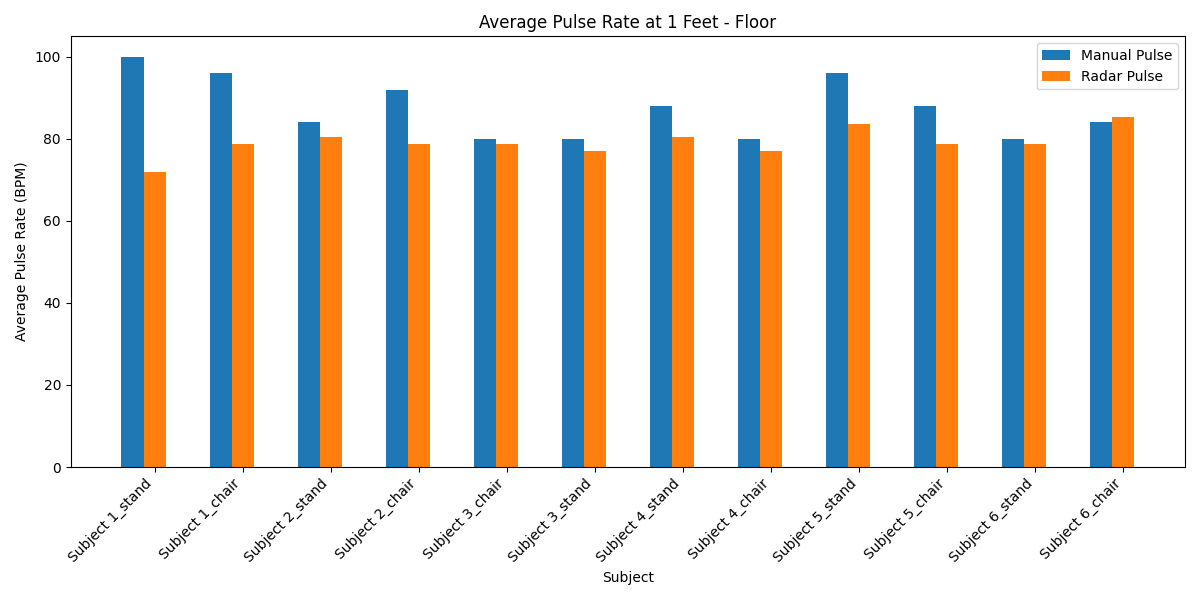 Average Pulse Rate at 1 Feet - Floor
Manual Pulse
Radar Pulse
Average Pulse Rate (BPM)
100
80
60
40
20
0
Subject 1_stand
Subject 1_chair
Subject 2_stand
Subject 2_chair
Subject 3_chair
Subject 3_stand
Subject 4_stand
Subject 4_chair
Subject 5_stand
Subject 5_chair
Subject 6_stand
Subject 6_chair
Subject